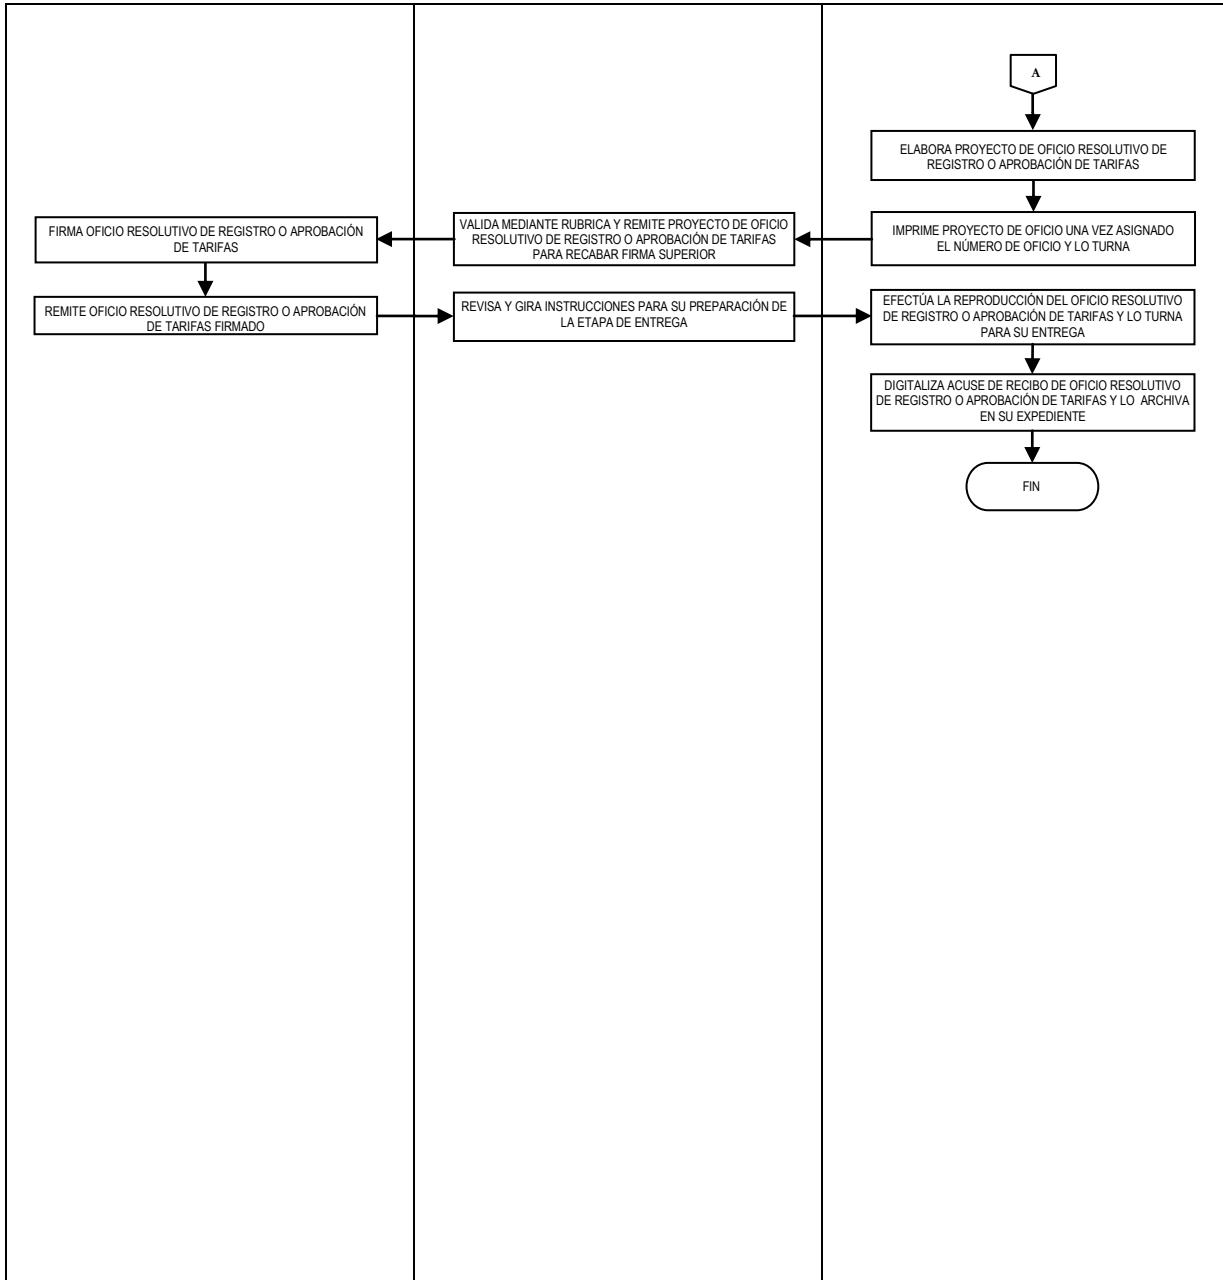 A
ELABORA PROYECTO DE OFICIO RESOLUTIVO DE
REGISTRO O APROBACIÓN DE TARIFAS
IMPRIME PROYECTO DE OFICIO UNA VEZ ASIGNADO
EL NÚMERO DE OFICIO Y LO TURNA
VALIDA MEDIANTE RUBRICA Y REMITE PROYECTO DE OFICIO
RESOLUTIVO DE REGISTRO O APROBACIÓN DE TARIFAS
PARA RECABAR FIRMA SUPERIOR
FIRMA OFICIO RESOLUTIVO DE REGISTRO O APROBACIÓN
DE TARIFAS
REMITE OFICIO RESOLUTIVO DE REGISTRO O APROBACIÓN
DE TARIFAS FIRMADO
REVISA Y GIRA INSTRUCCIONES PARA SU PREPARACIÓN DE
LA ETAPA DE ENTREGA
EFECTÚA LA REPRODUCCIÓN DEL OFICIO RESOLUTIVO
DE REGISTRO O APROBACIÓN DE TARIFAS Y LO TURNA
PARA SU ENTREGA
DIGITALIZA ACUSE DE RECIBO DE OFICIO RESOLUTIVO
DE REGISTRO O APROBACIÓN DE TARIFAS Y LO ARCHIVA
EN SU EXPEDIENTE
FIN